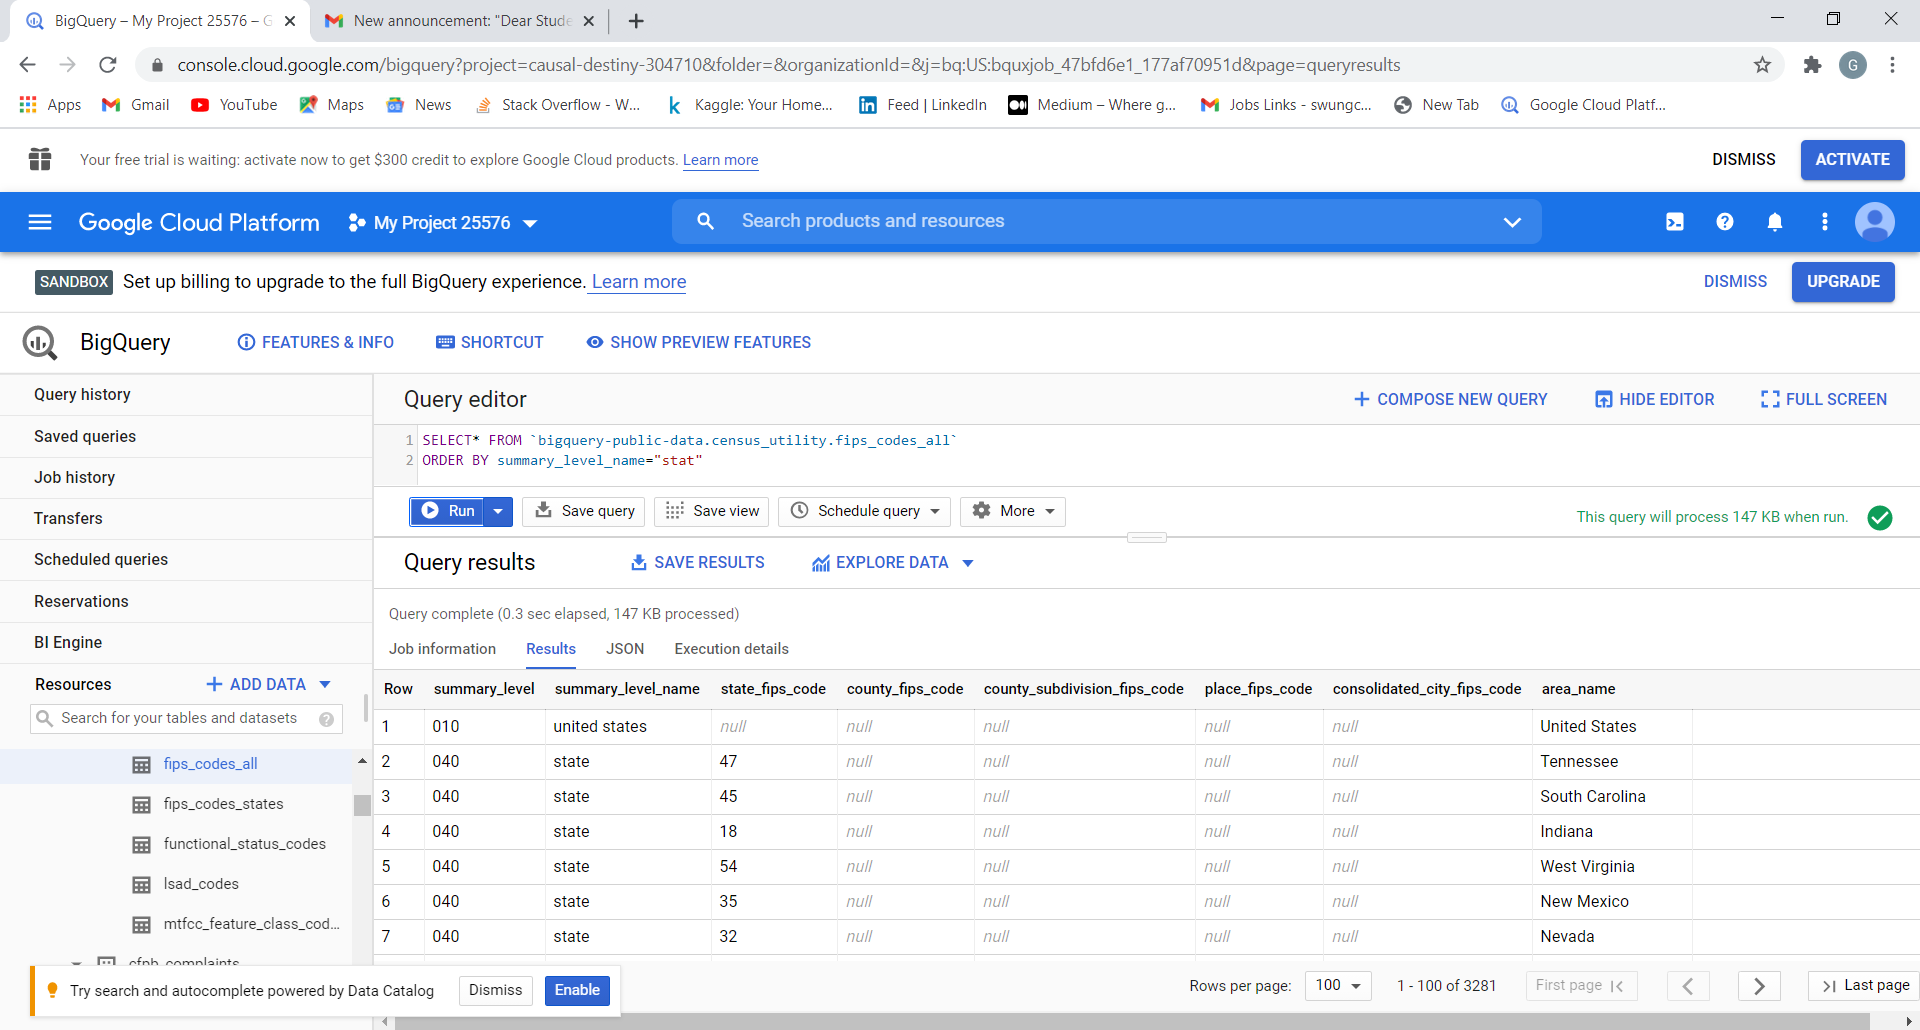 BigQuery – My Project 25576 – G
New announcement: "Dear Stude
console.cloud.google.com/bigquery?project=causal-destiny-304710&folder=&organizationId=&j=bq:US:bquxjob_47bfd6e1_177af70951d&page=queryresults
G
Apps Gmail YouTube Maps News Stack Overflow - W... Kaggle: Your Home... Feed | LinkedIn Medium – Where g... Jobs Links - swungc... New Tab Google Cloud Platf...
Your free trial is waiting: activate now to get $300 credit to explore Google Cloud products. Learn more DISMISS ACTIVATE
Google Cloud Platform My Project 25576 Search products and resources
SANDBOX Set up billing to upgrade to the full BigQuery experience. Learn more DISMISS UPGRADE
BigQuery FEATURES & INFO SHORTCUT SHOW PREVIEW FEATURES
Query history
Saved queries
Job history
Transfers
Scheduled queries
Reservations
BI Engine
Resources ADD DATA
Search for your tables and datasets
fips_codes_all
fips_codes_states
functional_status_codes
lsad_codes
mtfcc_feature_class_cod...
cfpb_complaints
Query editor COMPOSE NEW QUERY HIDE EDITOR FULL SCREEN
1 SELECT* FROM `bigquery-public-data.census_utility.fips_codes_all`
2 ORDER BY summary_level_name="stat"
Run Save query Save view Schedule query More
This query will process 147 KB when run.
Query results SAVE RESULTS EXPLORE DATA
Query complete (0.3 sec elapsed, 147 KB processed)
Job information Results JSON Execution details
Row summary_level summary_level_name state_fips_code county_fips_code county_subdivision_fips_code place_fips_code consolidated_city_fips_code area_name
1 010 united states null null null null null United States
2 040 state 47 null null null null Tennessee
3 040 state 45 null null null null South Carolina
4 040 state 18 null null null null Indiana
5 040 state 54 null null null null West Virginia
6 040 state 35 null null null null New Mexico
7 040 state 32 null null null null Nevada
Try search and autocomplete powered by Data Catalog Dismiss Enable
Rows per page: 100 1 - 100 of 3281 First page Last page